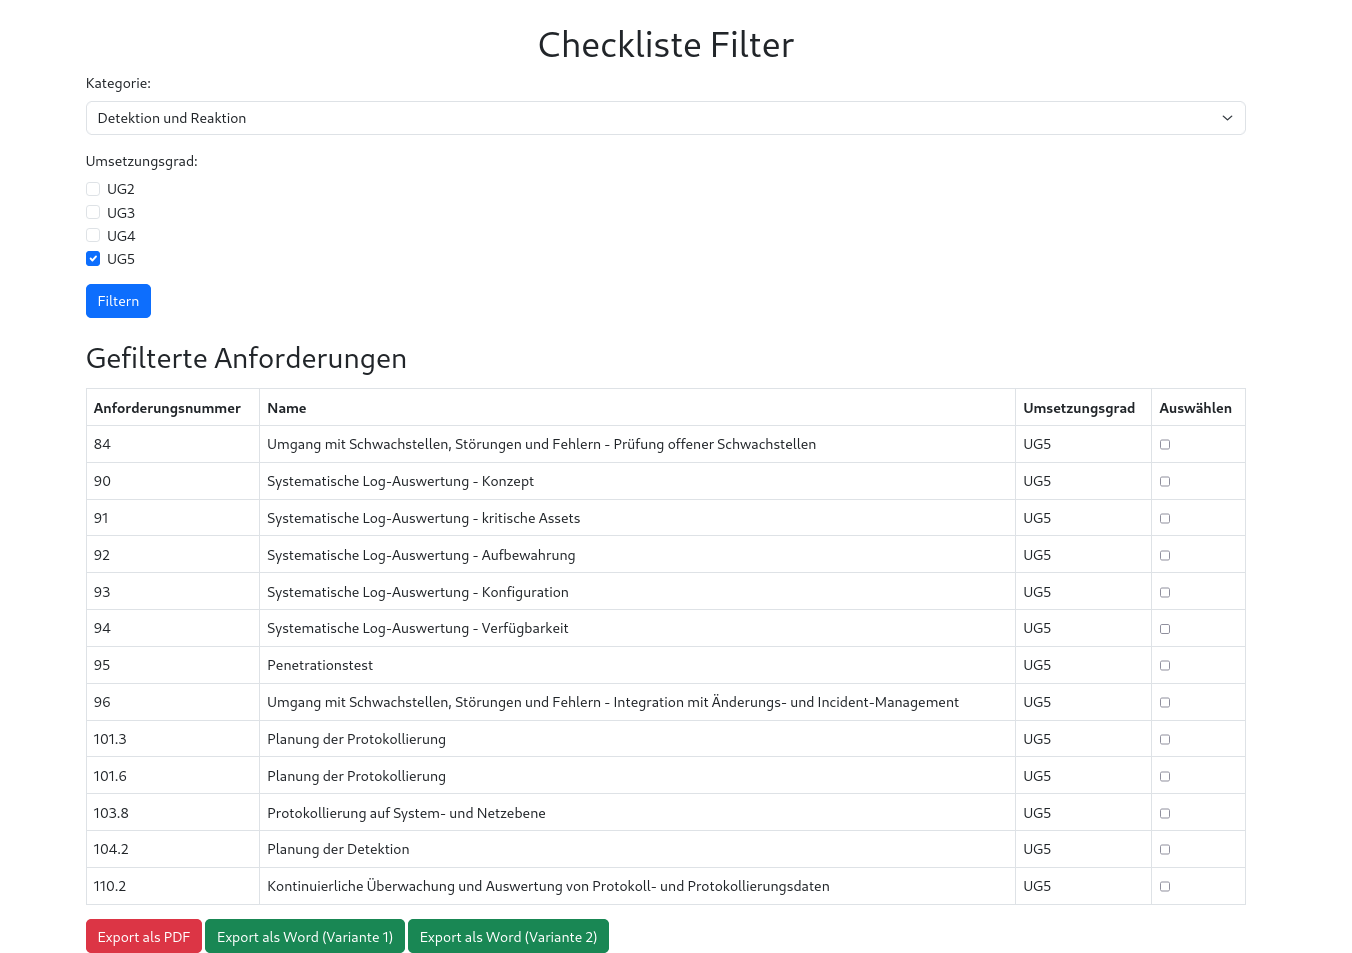 Checkliste Filter
Kategorie:
Detektion und Reaktion
Umsetzungsgrad:
UG2
UG3
UG4
UG5
Filtern
Gefilterte Anforderungen
Anforderungsnummer Name Umsetzungsgrad Auswählen
84 Umgang mit Schwachstellen, Störungen und Fehlern - Prüfung offener Schwachstellen UG5
90 Systematische Log-Auswertung - Konzept UG5
91 Systematische Log-Auswertung - kritische Assets UG5
92 Systematische Log-Auswertung - Aufbewahrung UG5
93 Systematische Log-Auswertung - Konfiguration UG5
94 Systematische Log-Auswertung - Verfügbarkeit UG5
95 Penetrationstest UG5
96 Umgang mit Schwachstellen, Störungen und Fehlern - Integration mit Änderungs- und Incident-Management UG5
101.3 Planung der Protokollierung UG5
101.6 Planung der Protokollierung UG5
103.8 Protokollierung auf System- und Netzebene UG5
104.2 Planung der Detektion UG5
110.2 Kontinuierliche Überwachung und Auswertung von Protokoll- und Protokollierungsdaten UG5
Export als PDF Export als Word (Variante 1) Export als Word (Variante 2)